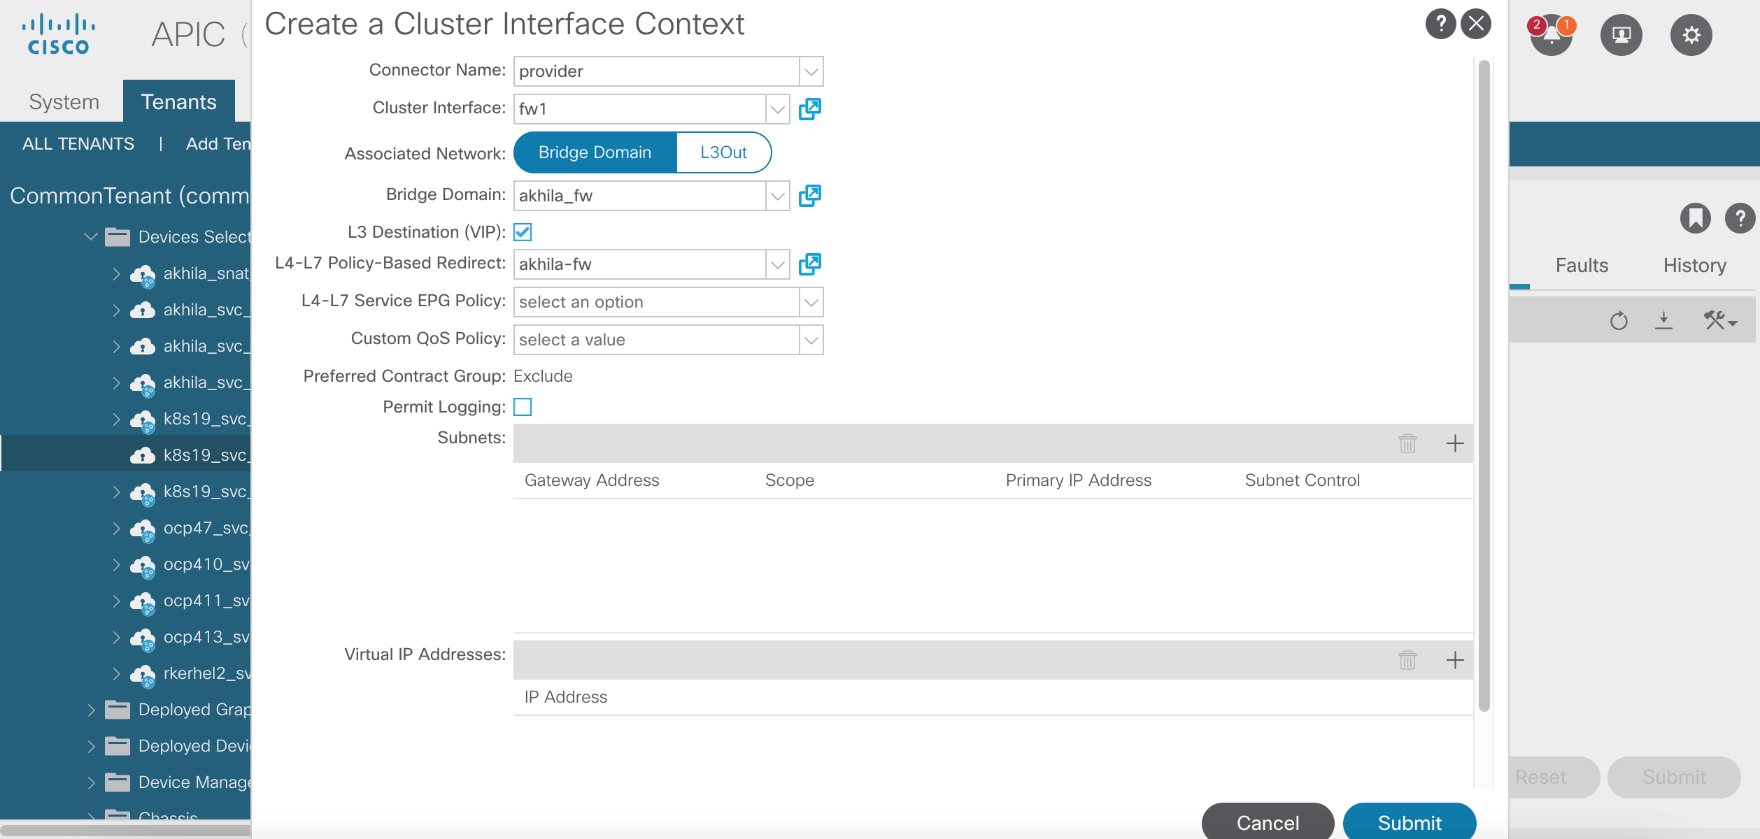 Create a Cluster Interface Context
CISCO
APIC (
System
Tenants
ALL TENANTS | Add Ten
CommonTenant (comm
Devices Select
akhila_snat
akhila_svc_
akhila_svc_
akhila_svc_
k8s19_svc_
k8s19_svc_
k8s19_svc_
ocp47_svc_
ocp410_sv
ocp411_sv
ocp413_sv
rkerhel2_sv
Deployed Grap
Deployed Devi
Device Manage
Chassis
Connector Name: provider
Cluster Interface: fw1
Associated Network: Bridge Domain L3Out
Bridge Domain: akhila_fw
L3 Destination (VIP):
L4-L7 Policy-Based Redirect: akhila-fw
L4-L7 Service EPG Policy: select an option
Custom QoS Policy: select a value
Preferred Contract Group: Exclude
Permit Logging:
Subnets:
Gateway Address Scope Primary IP Address Subnet Control
Virtual IP Addresses:
IP Address
Cancel Submit
2 1
Faults History
Reset Submit